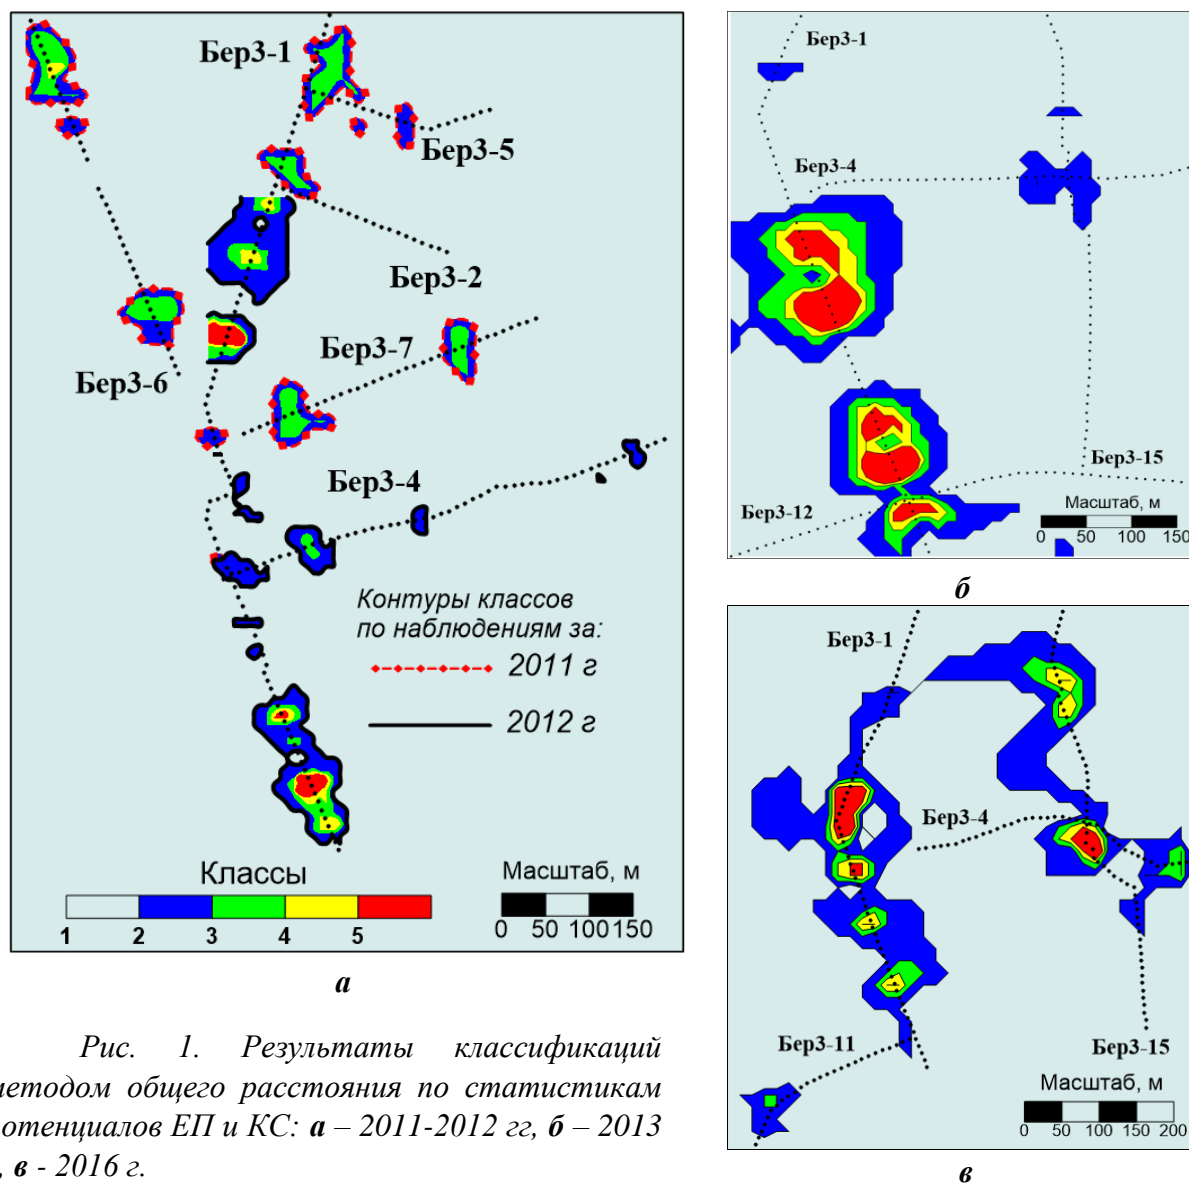 Бер3-1
Бер3-5
Бер3-2
Бер3-7
Бер3-6
Бер3-4
Контуры классов
по наблюдениям за:
2011 г
2012 г
Классы
1 2 3 4 5
Масштаб, м
0 50 100 150
а
Бер3-1
Бер3-4
Бер3-15
Бер3-12
Масштаб, м
0 50 100 150
б
Бер3-1
Бер3-4
Бер3-11
Бер3-15
Масштаб, м
0 50 100 150 200
в
Рис. 1. Результаты классификаций
методом общего расстояния по статистикам
отенциалов ЕП и КС: а – 2011-2012 гг, б – 2013
, в - 2016 г.